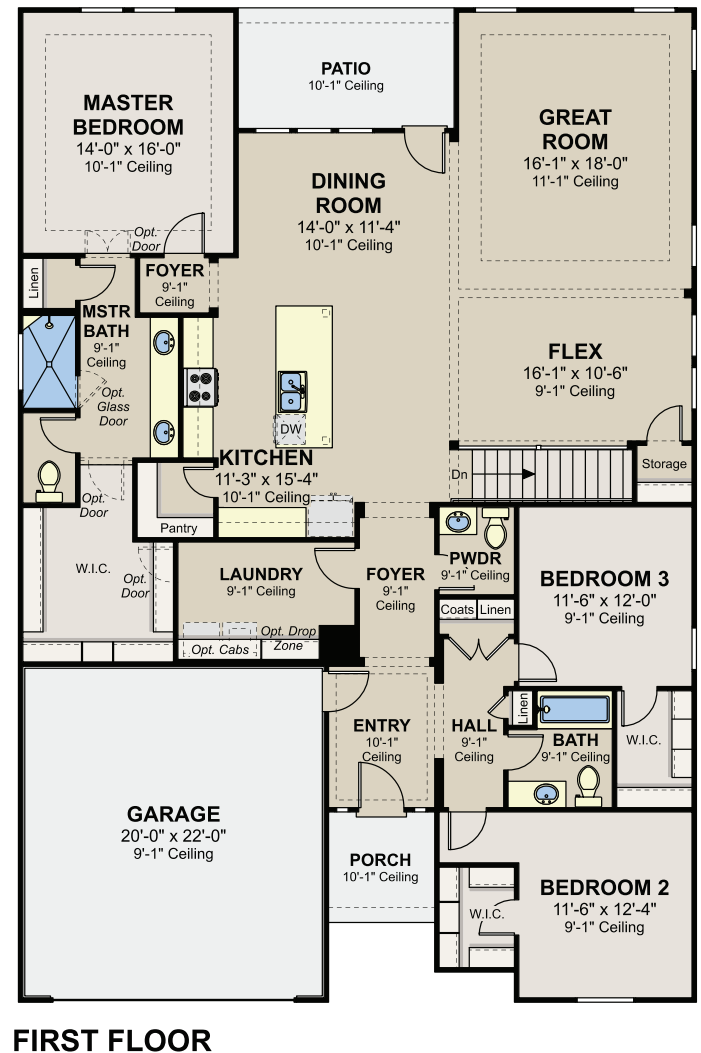 PATIO
10'-1" Ceiling
MASTER
BEDROOM
14'-0" x 16'-0"
10'-1" Ceiling
GREAT
ROOM
16'-1" x 18'-0"
11'-1" Ceiling
DINING
ROOM
14'-0" x 11'-4"
10'-1" Ceiling
Opt.
Door
Linen
FOYER
9'-1"
Ceiling
MSTR
BATH
9'-1"
Ceiling
Opt.
Glass
Door
FLEX
16'-1" x 10'-6"
9'-1" Ceiling
DW
KITCHEN
11'-3" x 15'-4"
10'-1" Ceiling
Dn
Storage
Opt.
Door
Pantry
W.I.C.
Opt.
Door
LAUNDRY
9'-1" Ceiling
Opt. Drop
Zone
Opt. Cabs
FOYER
9'-1"
Ceiling
PWDR
9'-1" Ceiling
Coats
Linen
BEDROOM 3
11'-6" x 12'-0"
9'-1" Ceiling
ENTRY
10'-1"
Ceiling
HALL
9'-1"
Ceiling
Linen
BATH
9'-1" Ceiling
W.I.C.
GARAGE
20'-0" x 22'-0"
9'-1" Ceiling
PORCH
10'-1" Ceiling
BEDROOM 2
11'-6" x 12'-4"
9'-1" Ceiling
W.I.C.
FIRST FLOOR